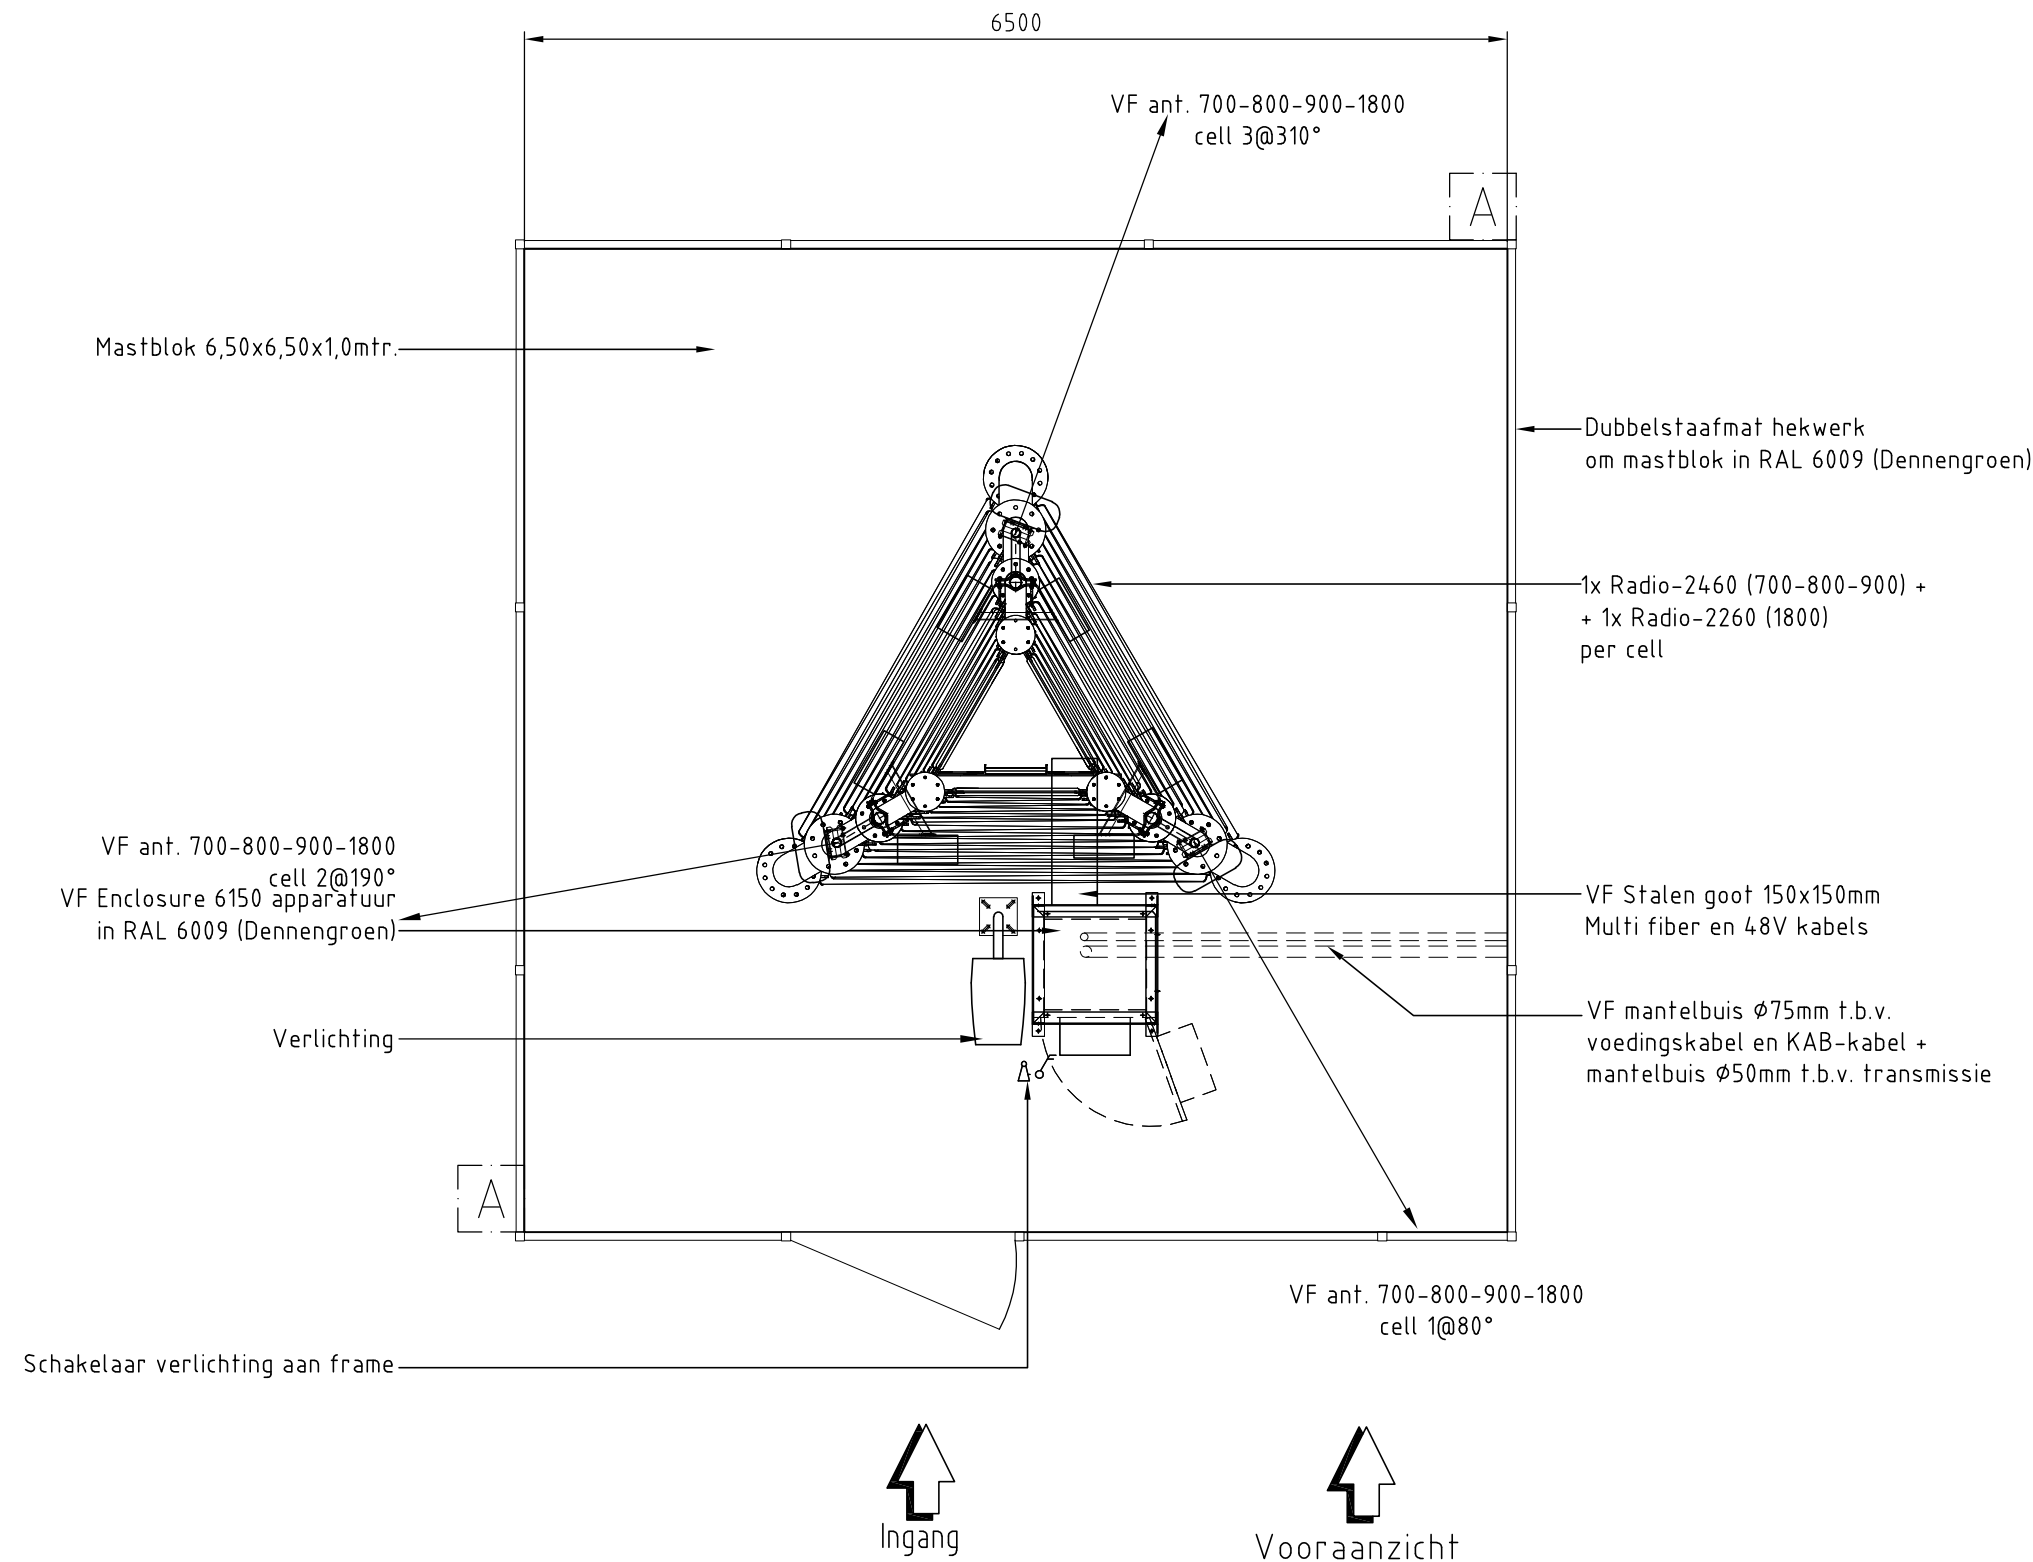 6500
VF ant. 700-800-900-1800
cell 3@310°
A
Mastblok 6,50x6,50x1,0mtr.
Dubbelstaafmat hekwerk
om mastblok in RAL 6009 (Dennengroen)
1x Radio-2460 (700-800-900) +
+ 1x Radio-2260 (1800)
per cell
VF ant. 700-800-900-1800
cell 2@190°
VF Enclosure 6150 apparatuur
in RAL 6009 (Dennengroen)
VF Stalen goot 150x150mm
Multi fiber en 48V kabels
VF mantelbuis Ø75mm t.b.v.
voedingskabel en KAB-kabel +
mantelbuis Ø50mm t.b.v. transmissie
Verlichting
A
VF ant. 700-800-900-1800
cell 1@80°
Schakelaar verlichting aan frame
Ingang
Vooraanzicht